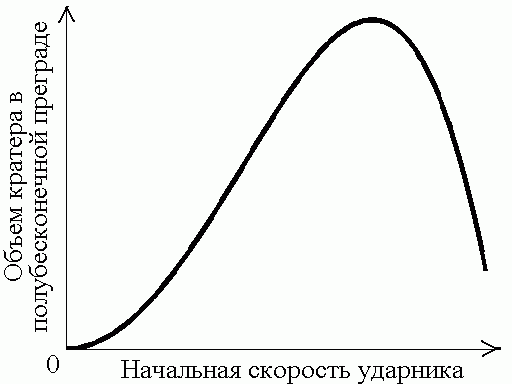 Объем кратера в
полубесконечной преграде
0
Начальная скорость ударника